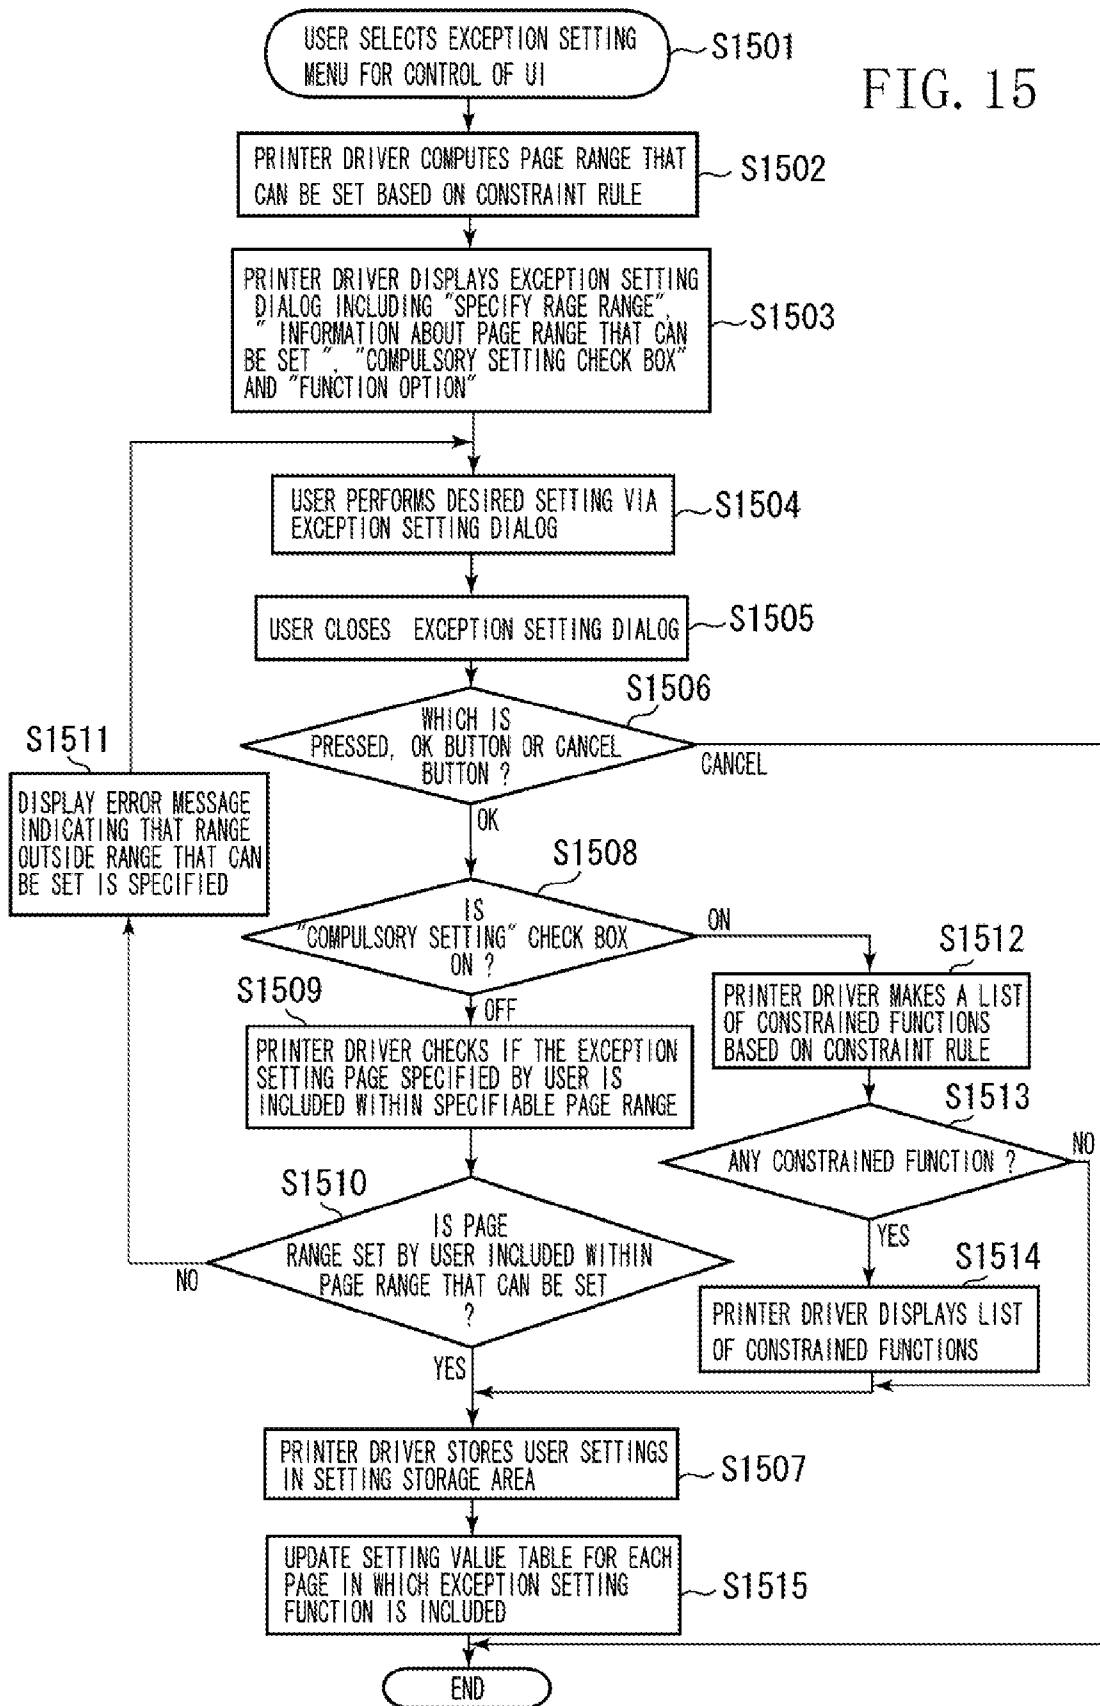 USER SELECTS EXCEPTION SETTING
MENU FOR CONTROL OF UI
S1501
FIG. 15
PRINTER DRIVER COMPUTES PAGE RANGE THAT
CAN BE SET BASED ON CONSTRAINT RULE
S1502
PRINTER DRIVER DISPLAYS EXCEPTION SETTING
DIALOG INCLUDING "SPECIFY RAGE RANGE",
" INFORMATION ABOUT PAGE RANGE THAT CAN
BE SET ", "COMPULSORY SETTING CHECK BOX"
AND "FUNCTION OPTION"
S1503
USER PERFORMS DESIRED SETTING VIA
EXCEPTION SETTING DIALOG
S1504
USER CLOSES EXCEPTION SETTING DIALOG
S1505
S1506
WHICH IS
PRESSED, OK BUTTON OR CANCEL
BUTTON ?
CANCEL
OK
S1511
DISPLAY ERROR MESSAGE
INDICATING THAT RANGE
OUTSIDE RANGE THAT CAN
BE SET IS SPECIFIED
S1508
IS
"COMPULSORY SETTING" CHECK BOX
ON ?
ON
OFF
S1509
PRINTER DRIVER CHECKS IF THE EXCEPTION
SETTING PAGE SPECIFIED BY USER IS
INCLUDED WITHIN SPECIFIABLE PAGE RANGE
S1512
PRINTER DRIVER MAKES A LIST
OF CONSTRAINED FUNCTIONS
BASED ON CONSTRAINT RULE
S1513
ANY CONSTRAINED FUNCTION ?
NO
YES
S1510
IS PAGE
RANGE SET BY USER INCLUDED WITHIN
PAGE RANGE THAT CAN BE SET
?
NO
YES
S1514
PRINTER DRIVER DISPLAYS LIST
OF CONSTRAINED FUNCTIONS
PRINTER DRIVER STORES USER SETTINGS
IN SETTING STORAGE AREA
S1507
UPDATE SETTING VALUE TABLE FOR EACH
PAGE IN WHICH EXCEPTION SETTING
FUNCTION IS INCLUDED
S1515
END